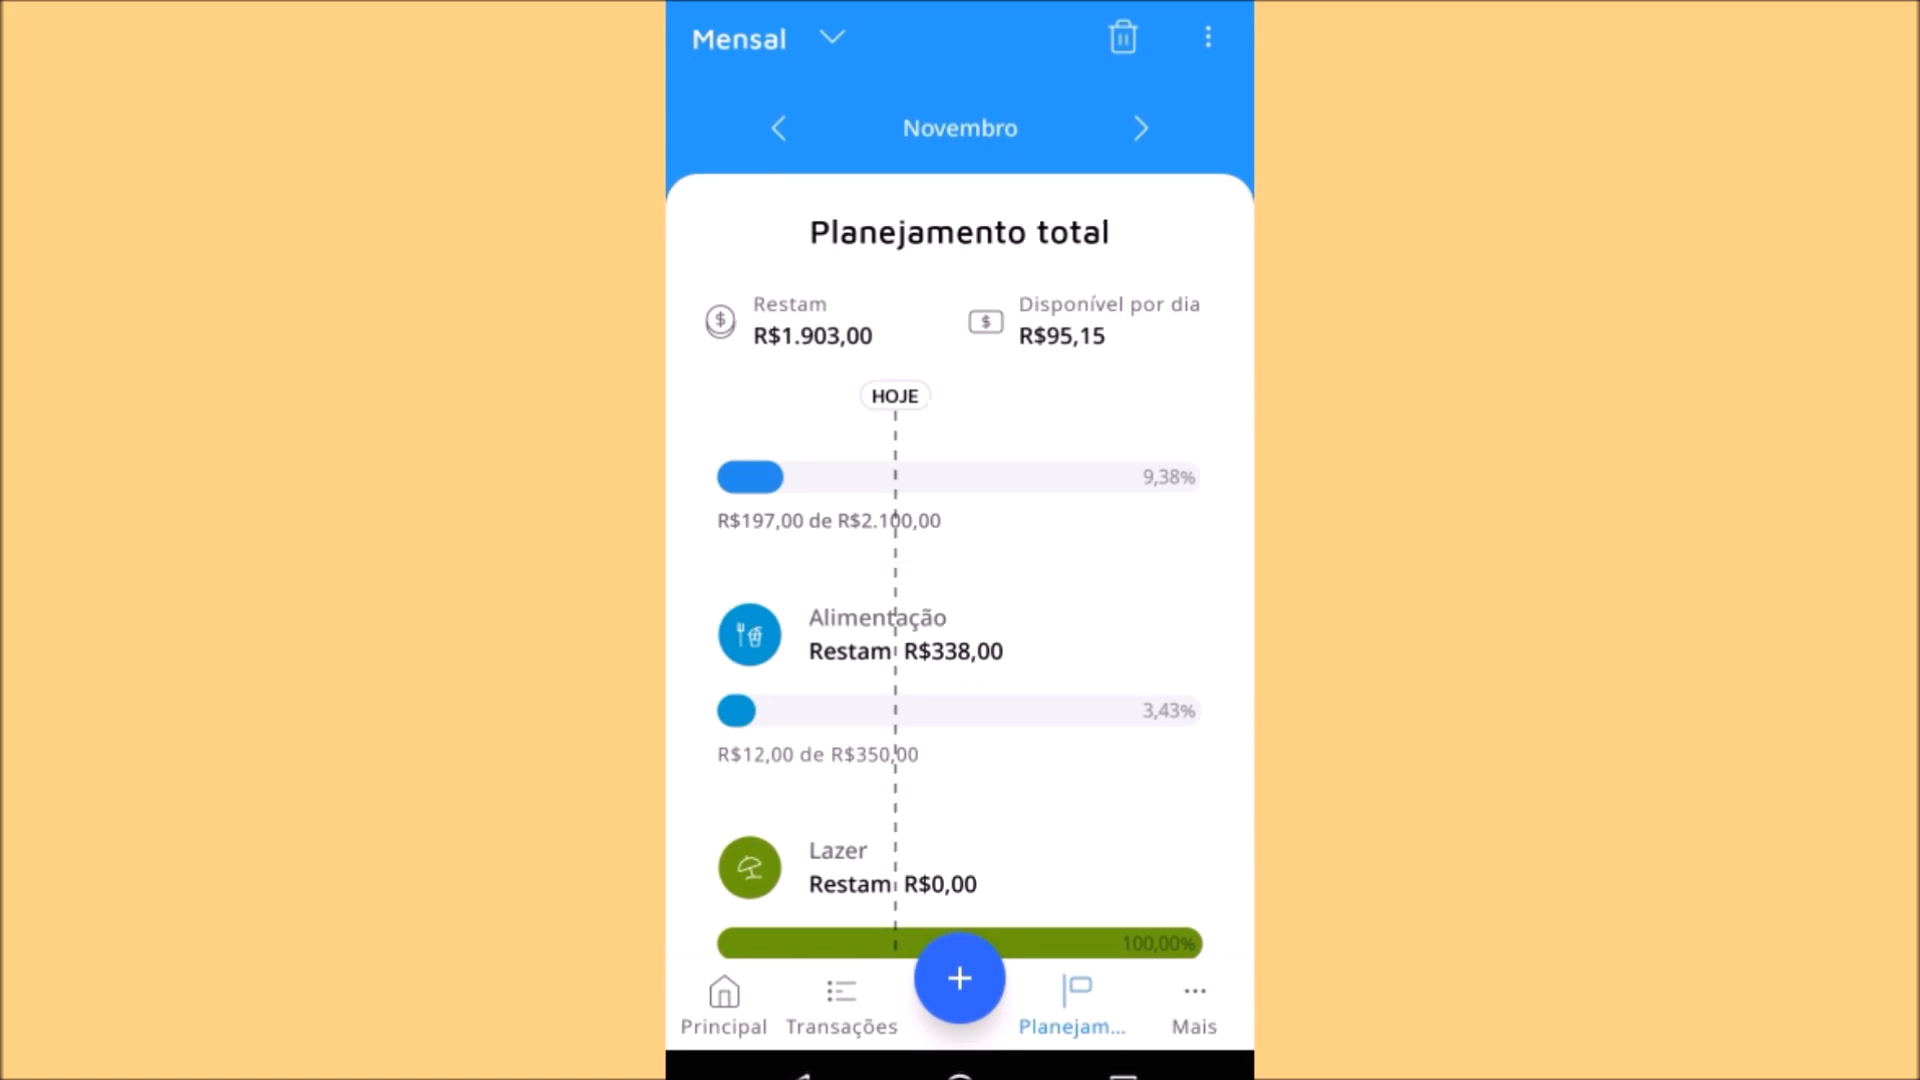 Mensal
Novembro
Planejamento total
Restam
R$1.903,00
Disponível por dia
R$95,15
HOJE
9,38%
R$197,00 de R$2.100,00
Alimentação
Restam R$338,00
3,43%
R$12,00 de R$350,00
Lazer
Restam R$0,00
100,00%
Principal
Transações
Planejam...
Mais